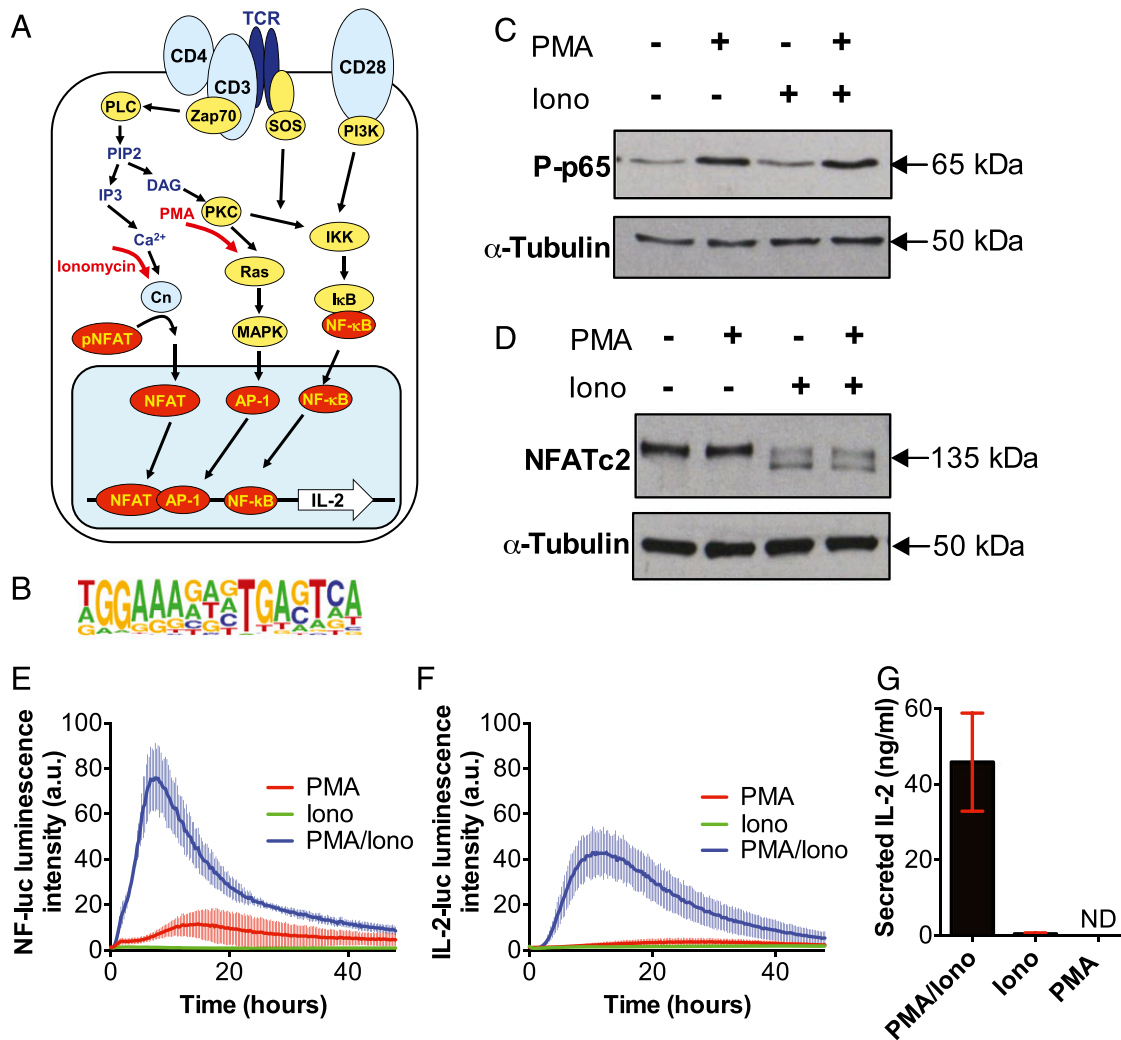 A
TCR
CD4
CD3
CD28
PLC
Zap70
SOS
PI3K
PIP2
DAG
IP3
PMA
PKC
IKK
Ca2+
Ionomycin
Ras
Cn
IκB
NF-κB
pNFAT
MAPK
NFAT
AP-1
NF-κB
NFAT
AP-1
NF-kB
IL-2
B
TGGAAAGAGTGAGTCA
C
PMA - + - +
Iono - - + +
P-p65
65 kDa
α-Tubulin
50 kDa
D
PMA - + - +
Iono - - + +
NFATc2
135 kDa
α-Tubulin
50 kDa
E
NF-luc luminescence
intensity (a.u.)
100
80
60
40
20
0
PMA
Iono
PMA/Iono
0 20 40
Time (hours)
F
IL-2-luc luminescence
intensity (a.u.)
100
80
60
40
20
0
PMA
Iono
PMA/Iono
0 20 40
Time (hours)
G
Secreted IL-2 (ng/ml)
60
40
20
0
ND
PMA/Iono
Iono
PMA